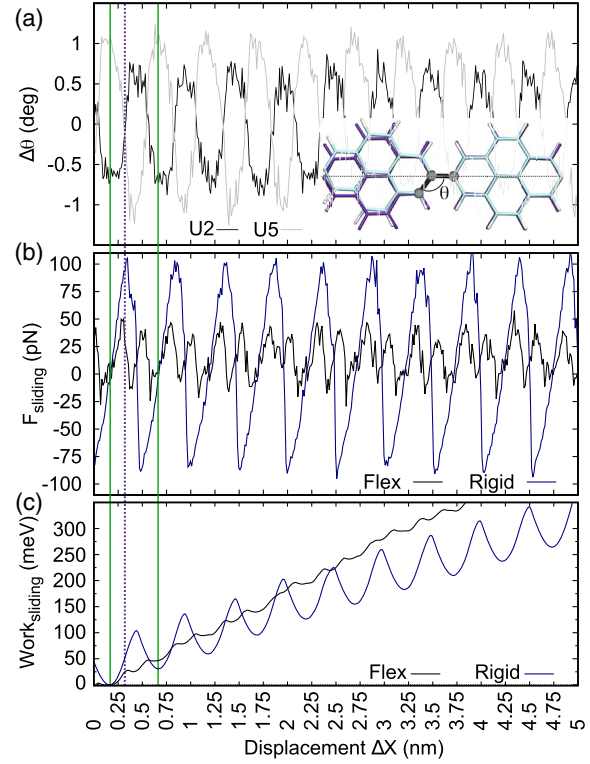 (a)
1
0.5
0
-0.5
-1
Δθ (deg)
θ
U2 U5
(b)
100
75
50
25
0
-25
-50
-75
-100
F sliding (pN)
Flex Rigid
(c)
300
250
200
150
100
50
0
Work sliding (meV)
Flex Rigid
0 0.25 0.5 0.75 1 1.25 1.5 1.75 2 2.25 2.5 2.75 3 3.25 3.5 3.75 4 4.25 4.5 4.75 5
Displacement ΔX (nm)